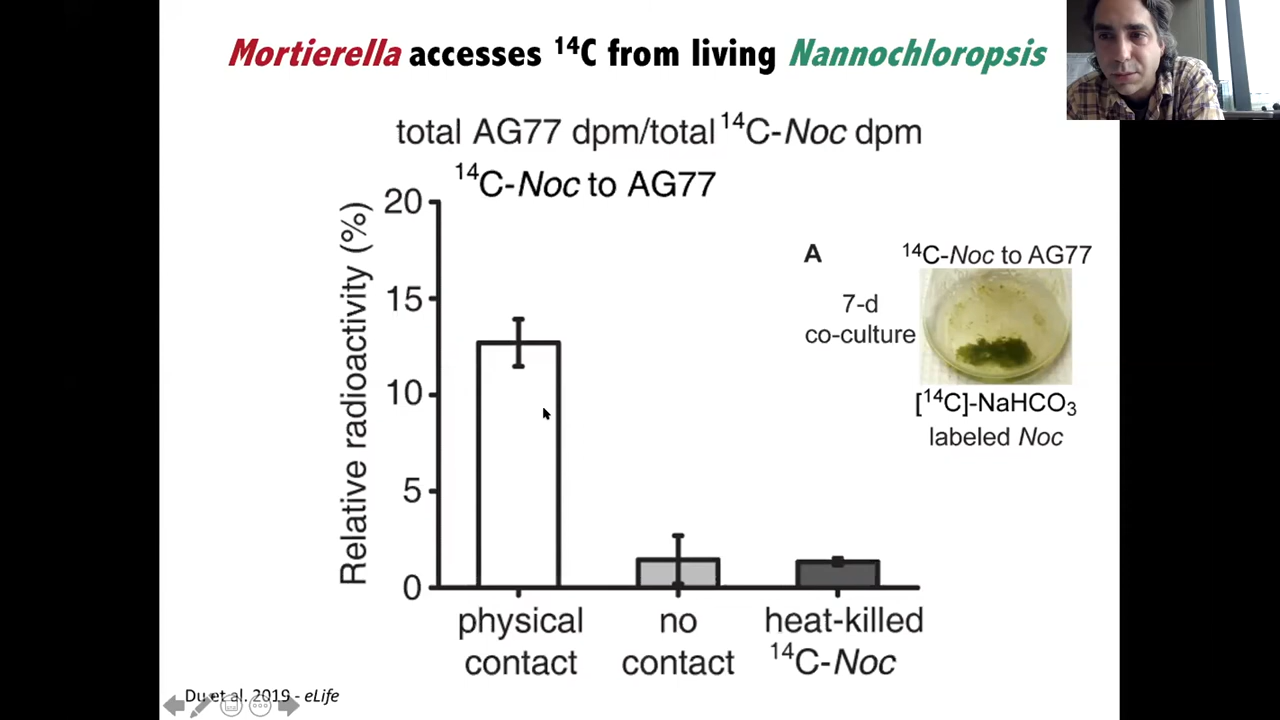 Mortierella accesses ¹⁴C from living Nannochloropsis
total AG77 dpm/total ¹⁴C-Noc dpm
¹⁴C-Noc to AG77
Relative radioactivity (%)
20
15
10
5
0
physical contact
no contact
heat-killed ¹⁴C-Noc
A
¹⁴C-Noc to AG77
7-d
co-culture
[¹⁴C]-NaHCO₃
labeled Noc
Du et al. 2019 - eLife